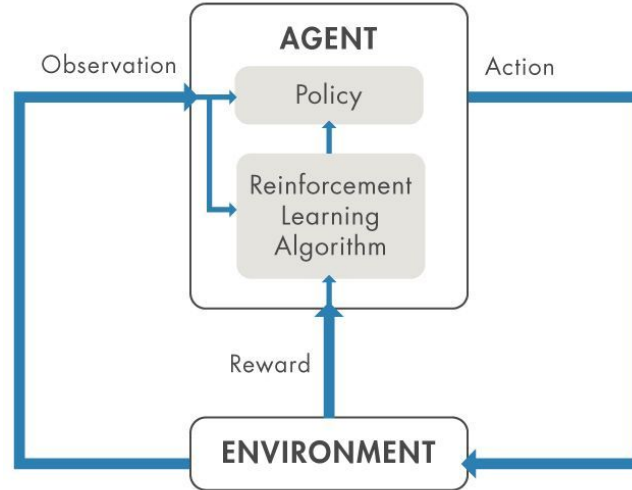 AGENT
Observation
Action
Policy
Reinforcement
Learning
Algorithm
Reward
ENVIRONMENT